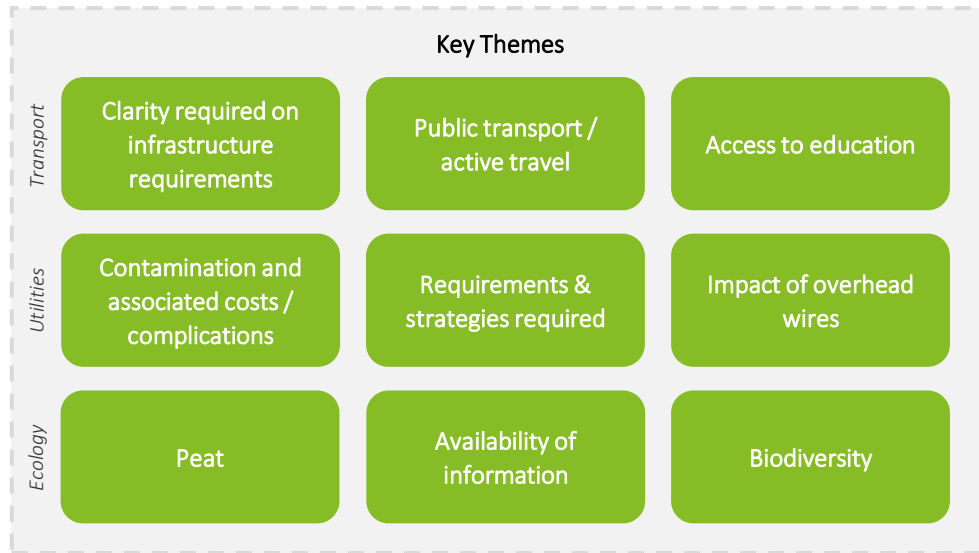 Key Themes
Transport
Clarity required on
infrastructure
requirements
Public transport /
active travel
Access to education
Utilities
Contamination and
associated costs /
complications
Requirements &
strategies required
Impact of overhead
wires
Ecology
Peat
Availability of
information
Biodiversity